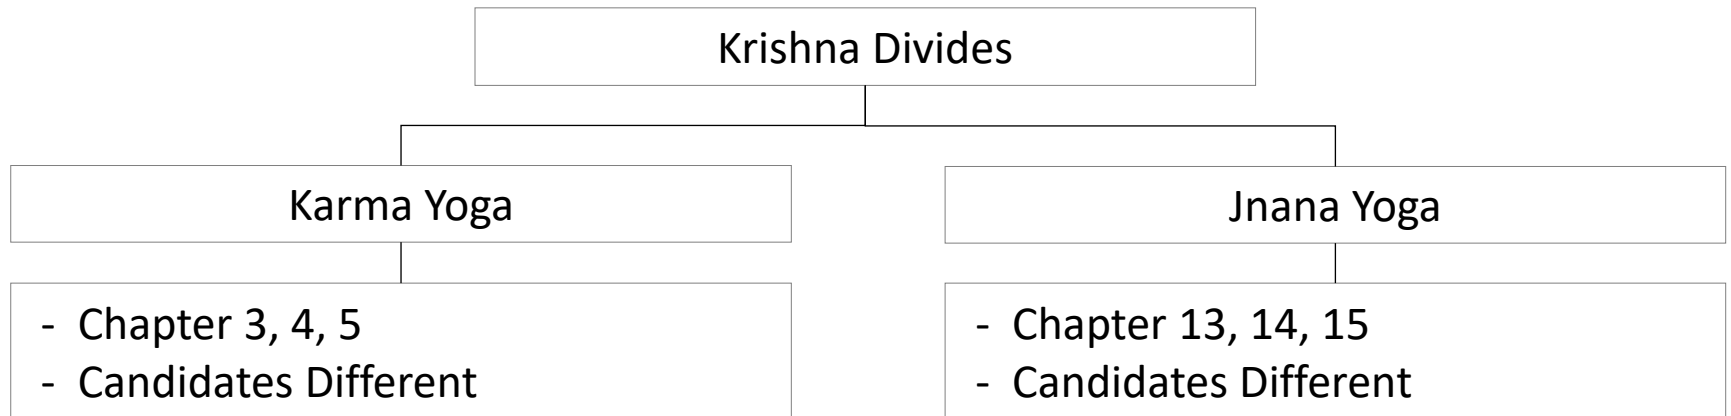 Krishna Divides
Karma Yoga
Jnana Yoga
- Chapter 3, 4, 5
- Candidates Different
- Chapter 13, 14, 15
- Candidates Different